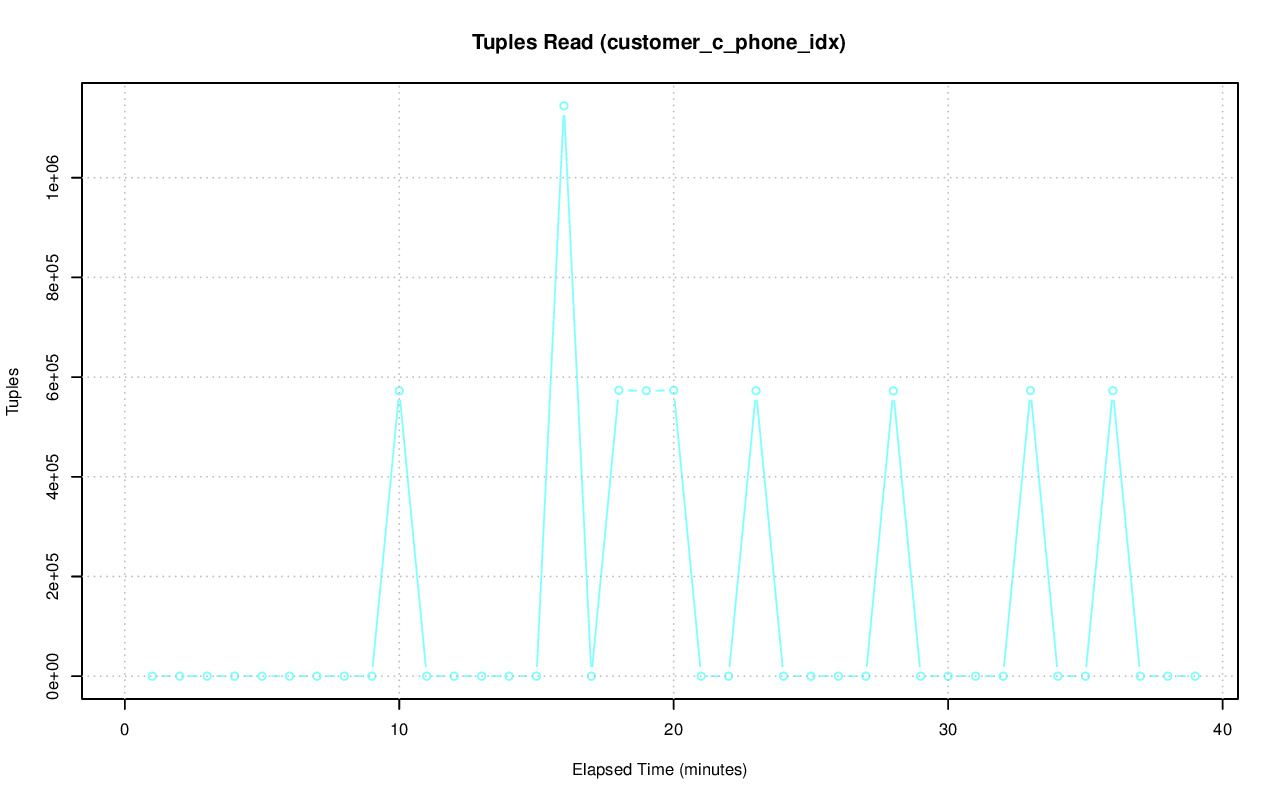 Tuples Read (customer_c_phone_idx)
1e+06
8e+05
6e+05
4e+05
2e+05
0e+00
Tuples
0 10 20 30 40
Elapsed Time (minutes)